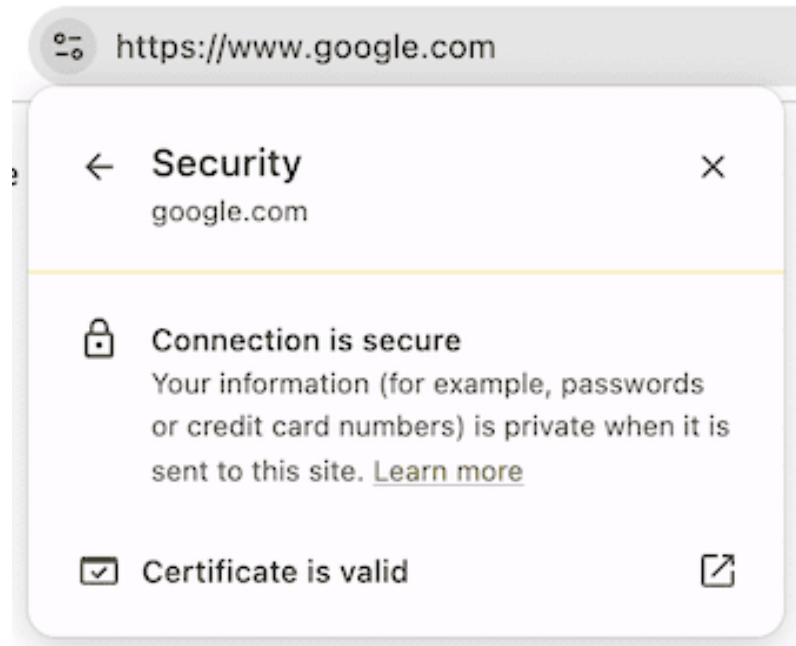 https://www.google.com
Security
google.com
Connection is secure
Your information (for example, passwords
or credit card numbers) is private when it is
sent to this site. Learn more
Certificate is valid